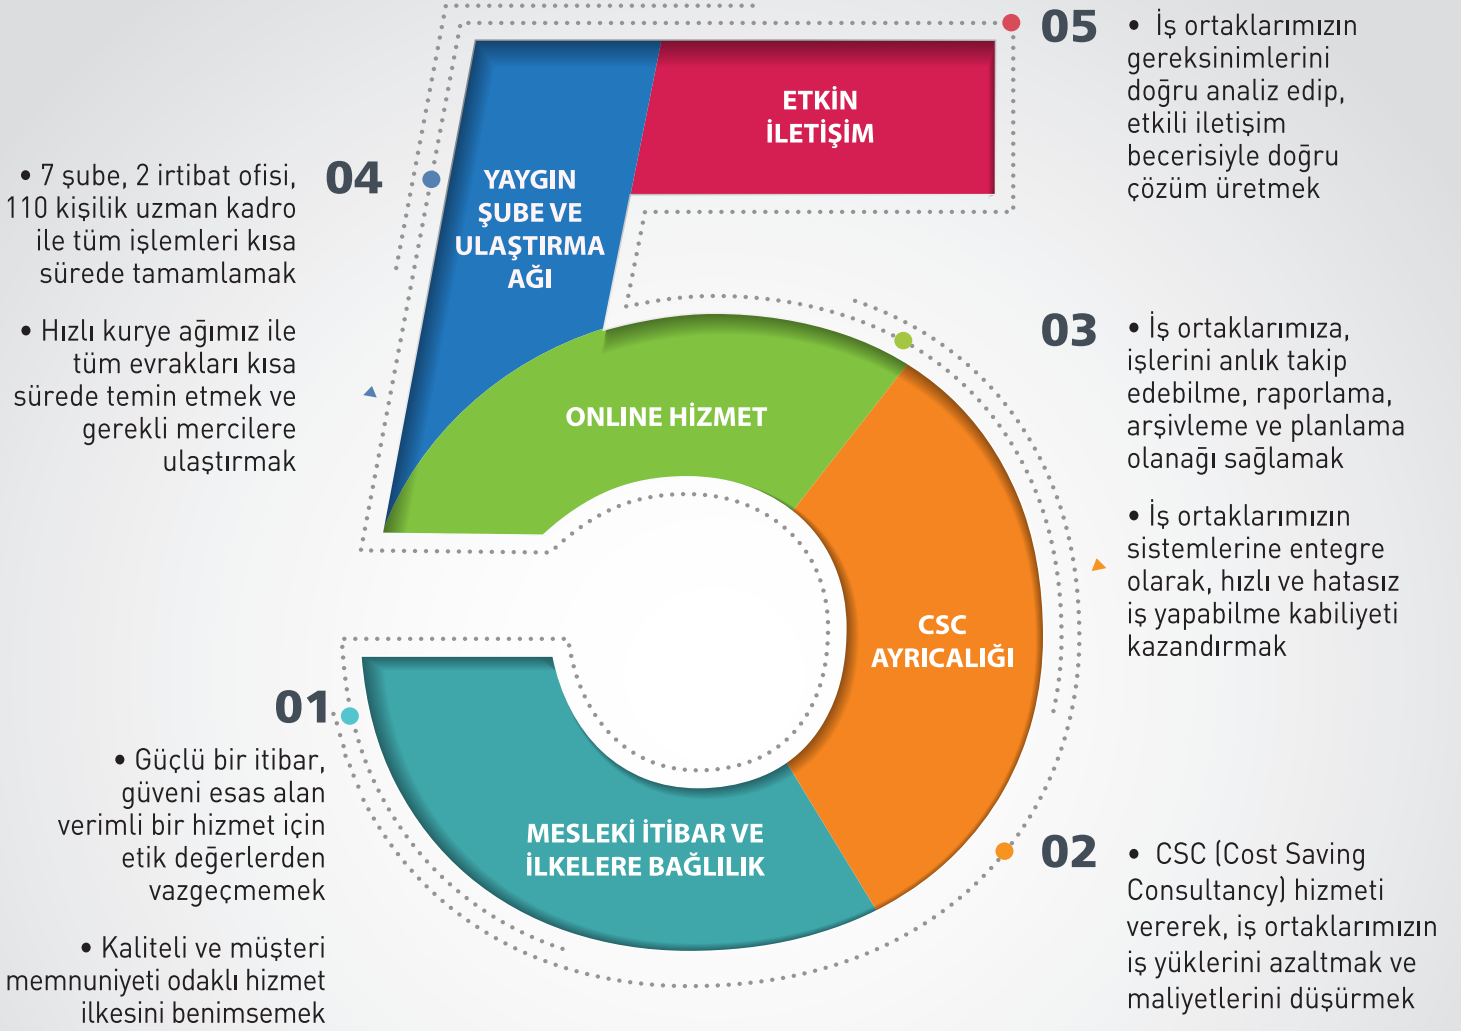 05
• İş ortaklarımızın
gereksinimlerini
doğru analiz edip,
etkili iletişim
becerisiyle doğru
çözüm üretmek
ETKİN
İLETİŞİM
04
• 7 şube, 2 irtibat ofisi,
110 kişilik uzman kadro
ile tüm işlemleri kısa
sürede tamamlamak
• Hızlı kurye ağımız ile
tüm evrakları kısa
sürede temin etmek ve
gerekli mercilere
ulaştırmak
YAYGIN
ŞUBE VE
ULAŞTIRMA
AĞI
03
• İş ortaklarımıza,
işlerini anlık takip
edebilme, raporlama,
arşivleme ve planlama
olanağı sağlamak
• İş ortaklarımızın
sistemlerine entegre
olarak, hızlı ve hatasız
iş yapabilme kabiliyeti
kazandırmak
ONLINE HİZMET
CSC
AYRICALIĞI
01
• Güçlü bir itibar,
güveni esas alan
verimli bir hizmet için
etik değerlerden
vazgeçmemek
• Kaliteli ve müşteri
memnuniyeti odaklı hizmet
ilkesini benimsemek
MESLEKİ İTİBAR VE
İLKELERE BAĞLILIK
02
• CSC (Cost Saving
Consultancy) hizmeti
vererek, iş ortaklarımızın
iş yüklerini azaltmak ve
maliyetlerini düşürmek